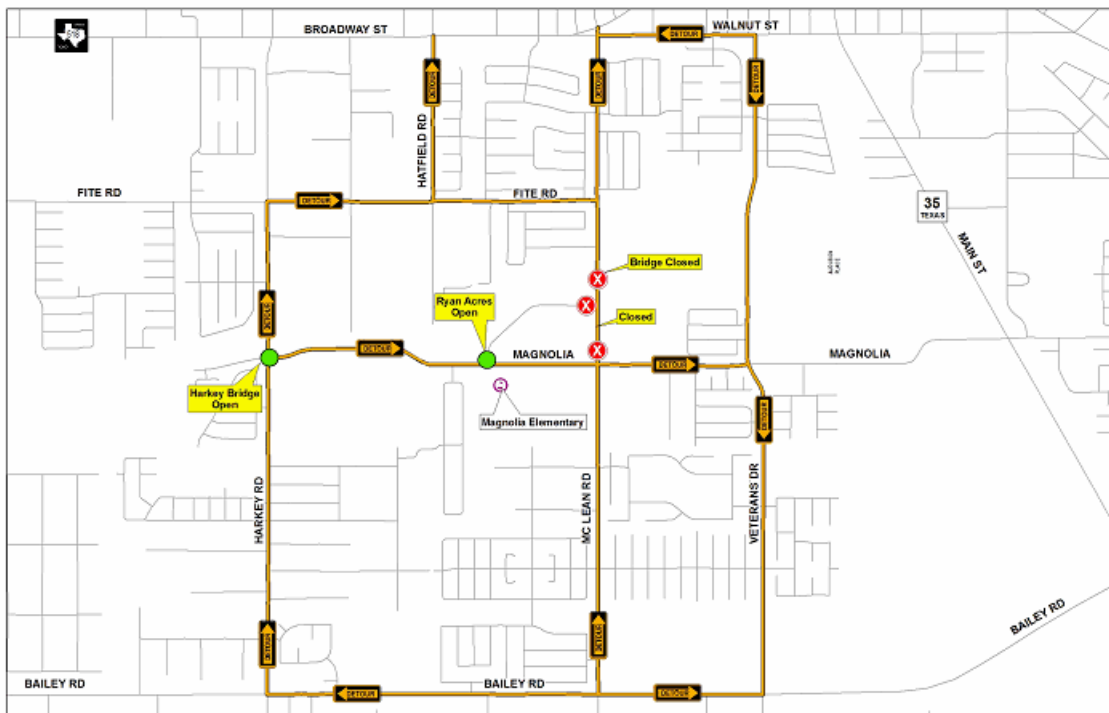 BROADWAY ST
WALNUT ST
518
TEXAS
DETOUR
DETOUR
DETOUR
DETOUR
HATFIELD RD
FITE RD
FITE RD
DETOUR
35
TEXAS
MAIN ST
Bridge Closed
X
X
Closed
X
Ryan Acres
Open
DETOUR
DETOUR
MAGNOLIA
DETOUR
MAGNOLIA
Harkey Bridge
Open
Magnolia Elementary
DETOUR
HARKEY RD
MC LEAN RD
VETERANS DR
DETOUR
DETOUR
BAILEY RD
BAILEY RD
DETOUR
BAILEY RD
DETOUR